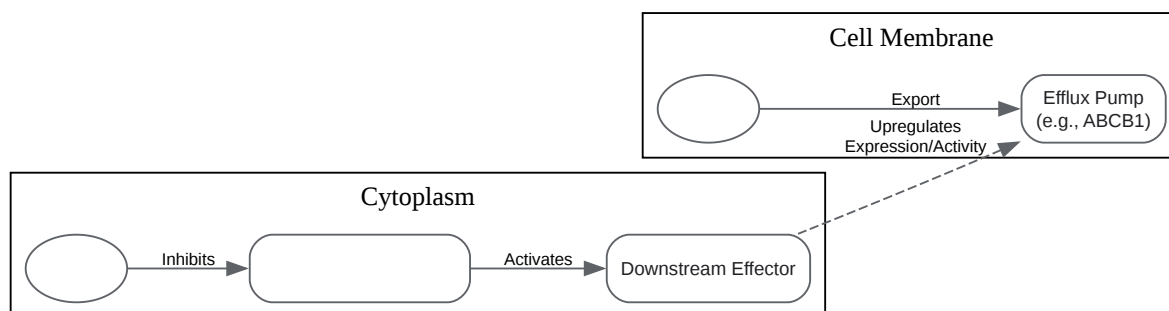 Cell Membrane
Export
Efflux Pump
(e.g., ABCB1)
Upregulates
Expression/Activity
Cytoplasm
Inhibits
Activates
Downstream Effector